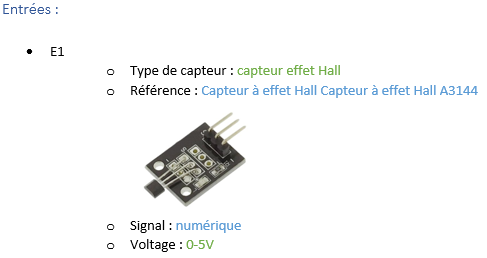 Entrées :
• E1
o Type de capteur : capteur effet Hall
o Référence : Capteur à effet Hall Capteur à effet Hall A3144
o Signal : numérique
o Voltage : 0-5V